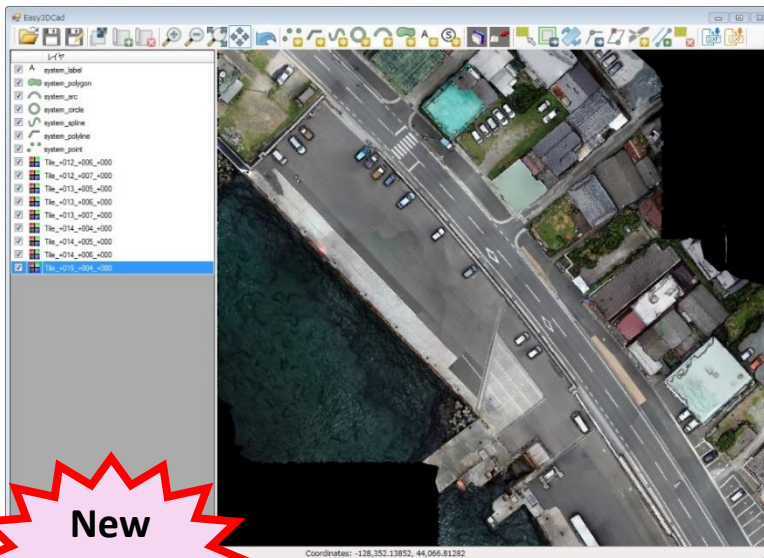 Easy3DCad
レイヤ
system_label
system_polygon
system_arc
system_circle
system_spline
system_polyline
system_point
Tile_+012_+006_+000
Tile_+012_+007_+000
Tile_+013_+005_+000
Tile_+013_+006_+000
Tile_+013_+007_+000
Tile_+014_+004_+000
Tile_+014_+005_+000
Tile_+014_+006_+000
Tile_+015_+004_+000
New
Coordinates: -128,352.13852, 44,066.81282